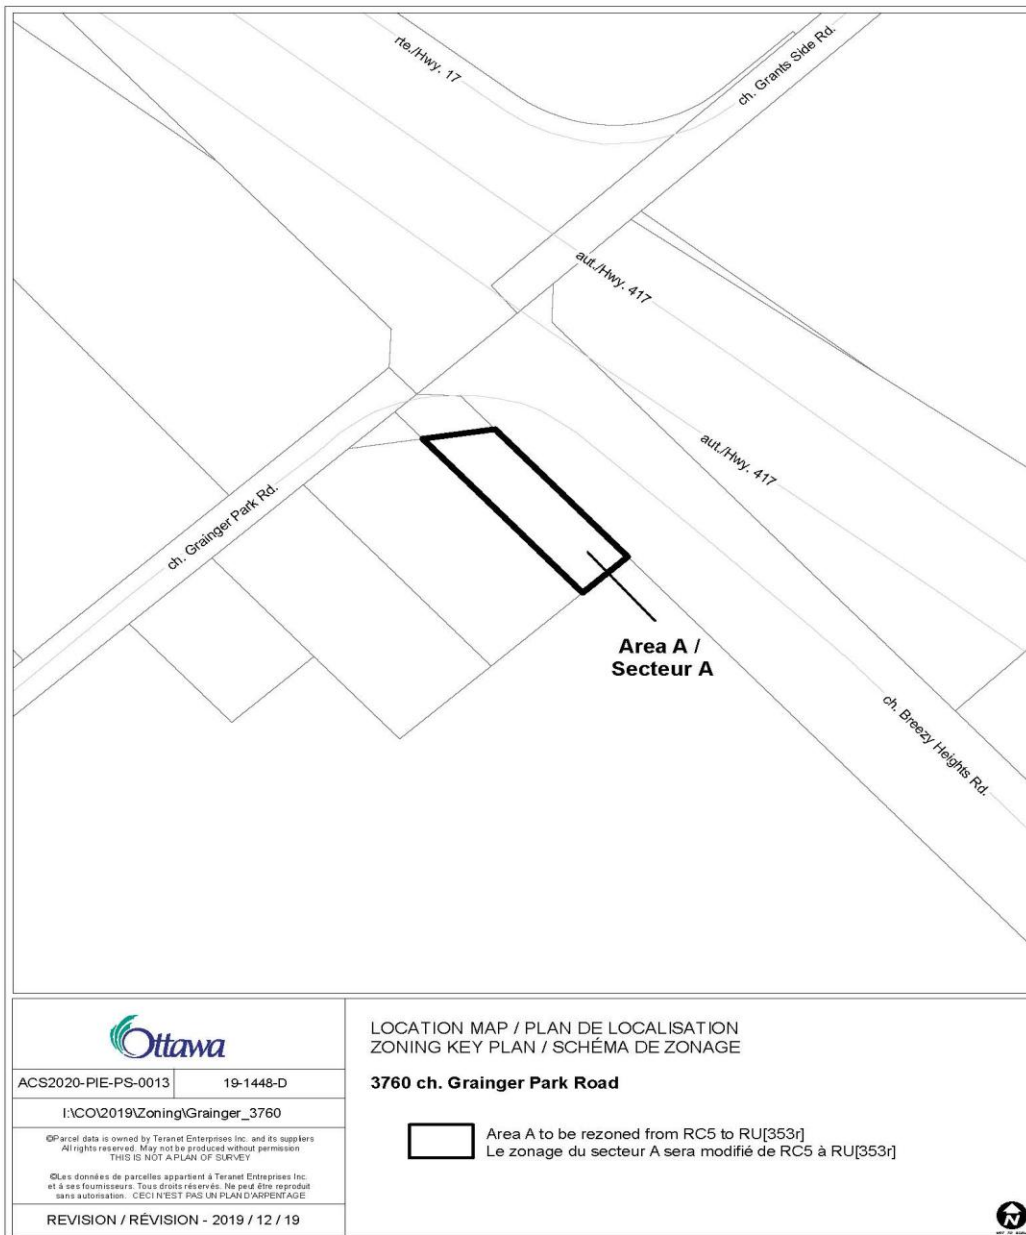 rte./Hwy. 17
ch. Grants Side Rd.
aut./Hwy. 417
aut./Hwy. 417
ch. Grainger Park Rd.
Area A /
Secteur A
ch. Breezy Heights Rd.
Ottawa
ACS2020-PIE-PS-0013
19-1448-D
I:\CO\2019\Zoning\Grainger_3760
©Parcel data is owned by Teranet Enterprises Inc. and its suppliers
All rights reserved. May not be produced without permission
THIS IS NOT A PLAN OF SURVEY
©Les données de parcelles appartient à Teranet Entreprises Inc.
et à ses fournisseurs. Tous droits réservés. Ne peut être reproduit
sans autorisation. CECI N'EST PAS UN PLAN D'ARPENTAGE
REVISION / RÉVISION - 2019 / 12 / 19
LOCATION MAP / PLAN DE LOCALISATION
ZONING KEY PLAN / SCHÉMA DE ZONAGE
3760 ch. Grainger Park Road
Area A to be rezoned from RC5 to RU[353r]
Le zonage du secteur A sera modifié de RC5 à RU[353r]
N